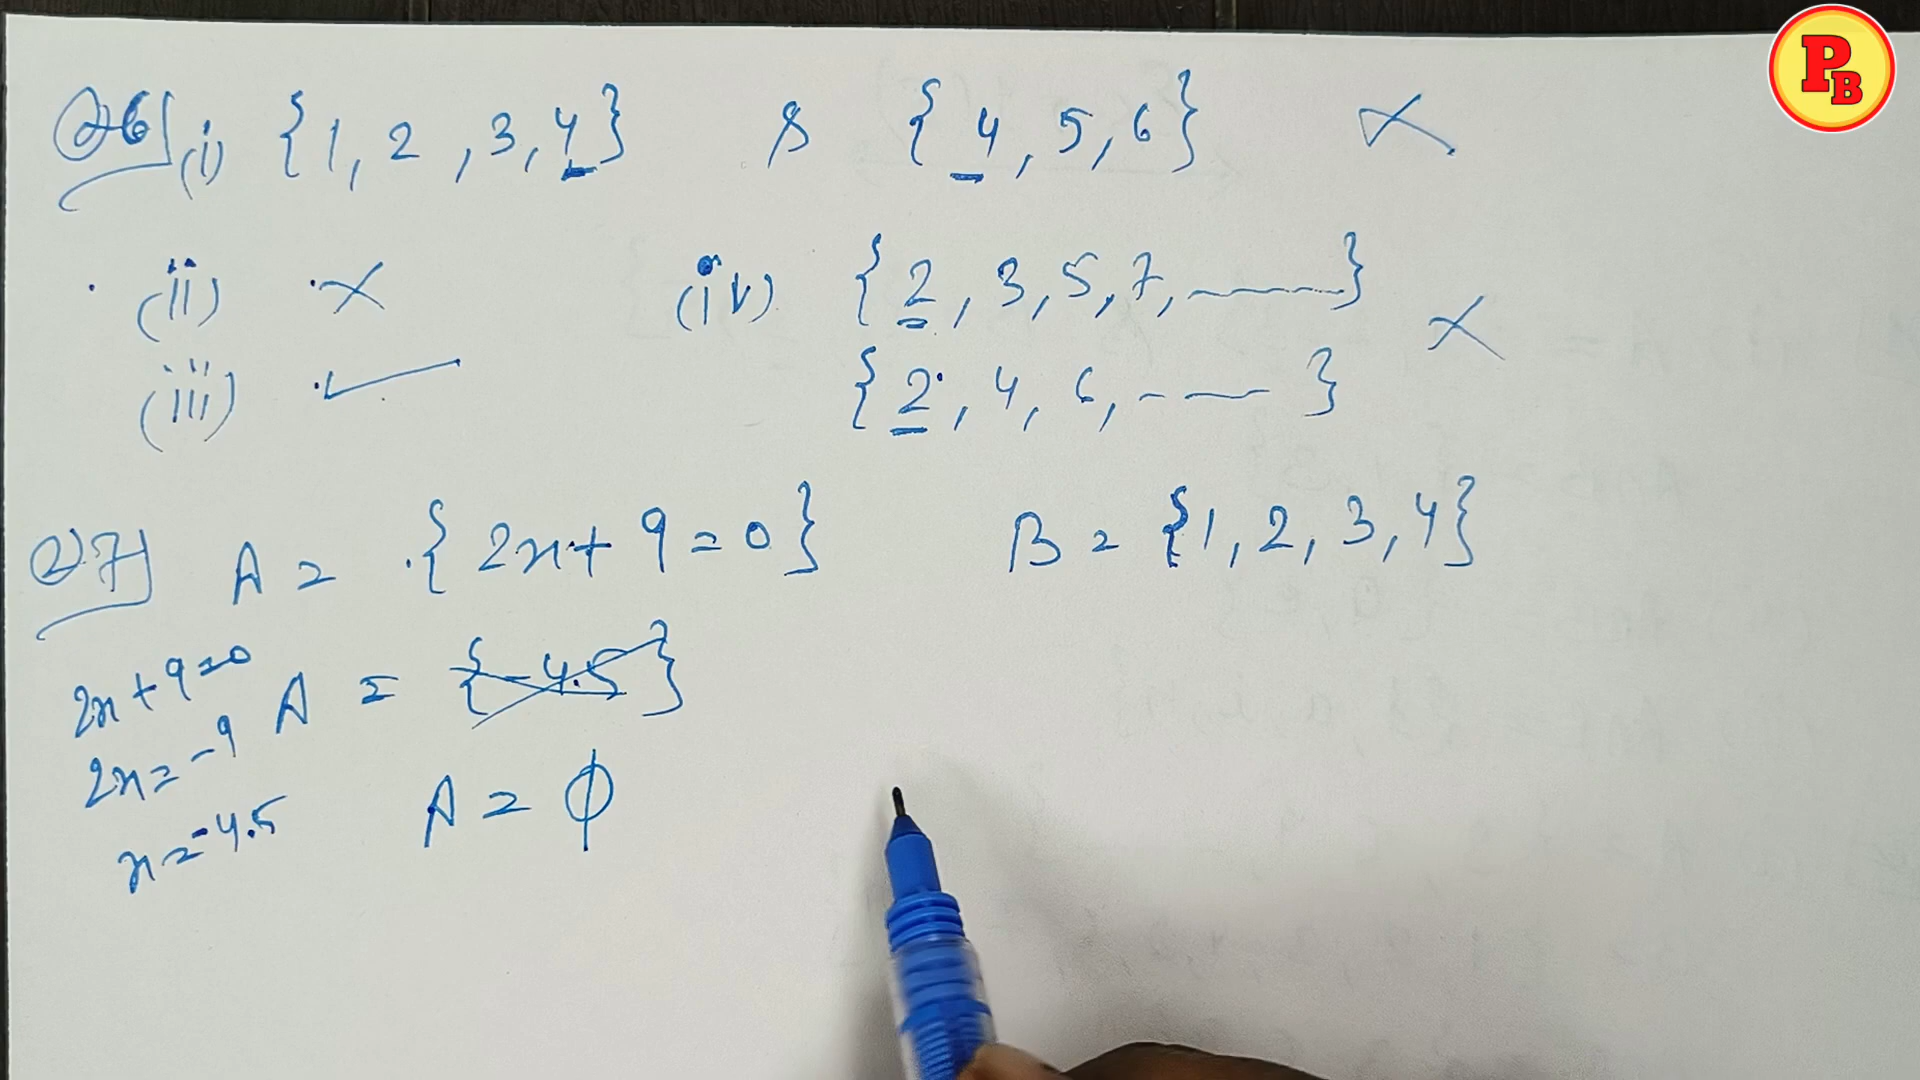 Q6) (i) {1, 2, 3, 4} & {4, 5, 6} ×
(ii) × (iv) {2, 3, 5, 7, ----}
×
(iii) ✓ {2, 4, 6, ---- }
Q7) A = {2x + 9 = 0} B = {1, 2, 3, 4}
2x + 9 = 0 A = {-4.5}
2x = -9
x = -4.5 A = ϕ
PB